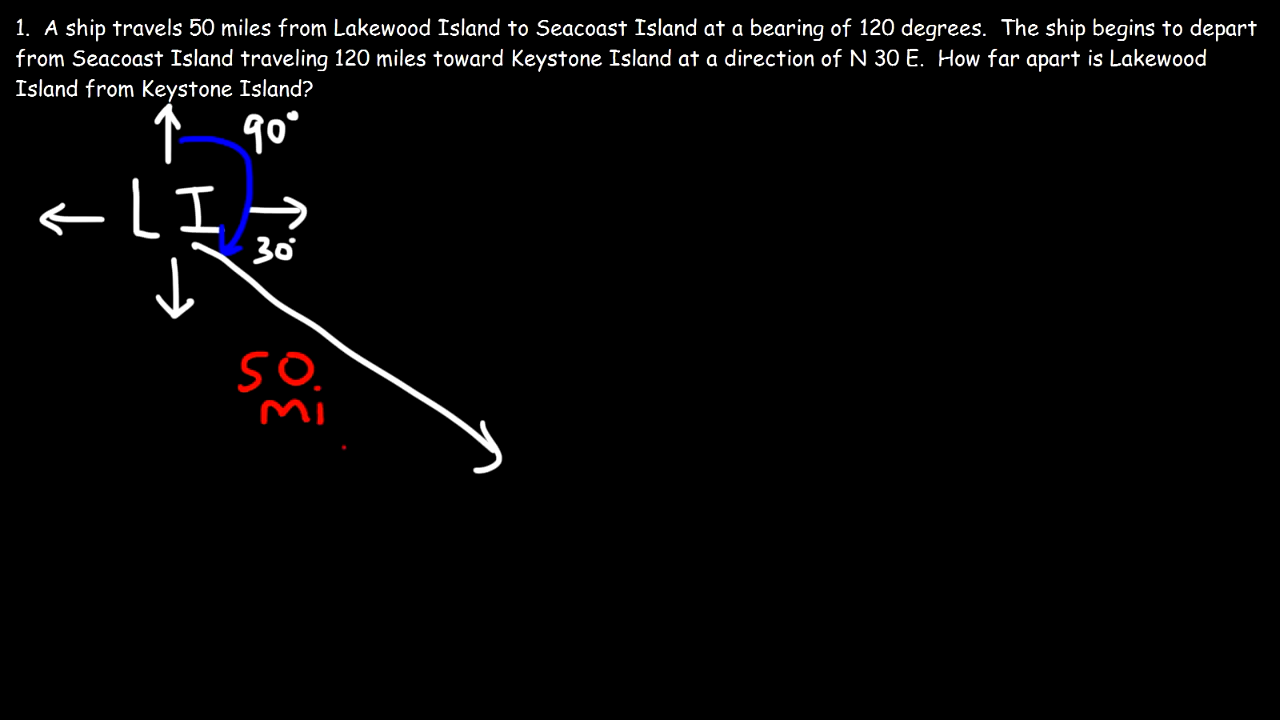 1. A ship travels 50 miles from Lakewood Island to Seacoast Island at a bearing of 120 degrees. The ship begins to depart
from Seacoast Island traveling 120 miles toward Keystone Island at a direction of N 30 E. How far apart is Lakewood
Island from Keystone Island?
90°
LI
30°
50
mi